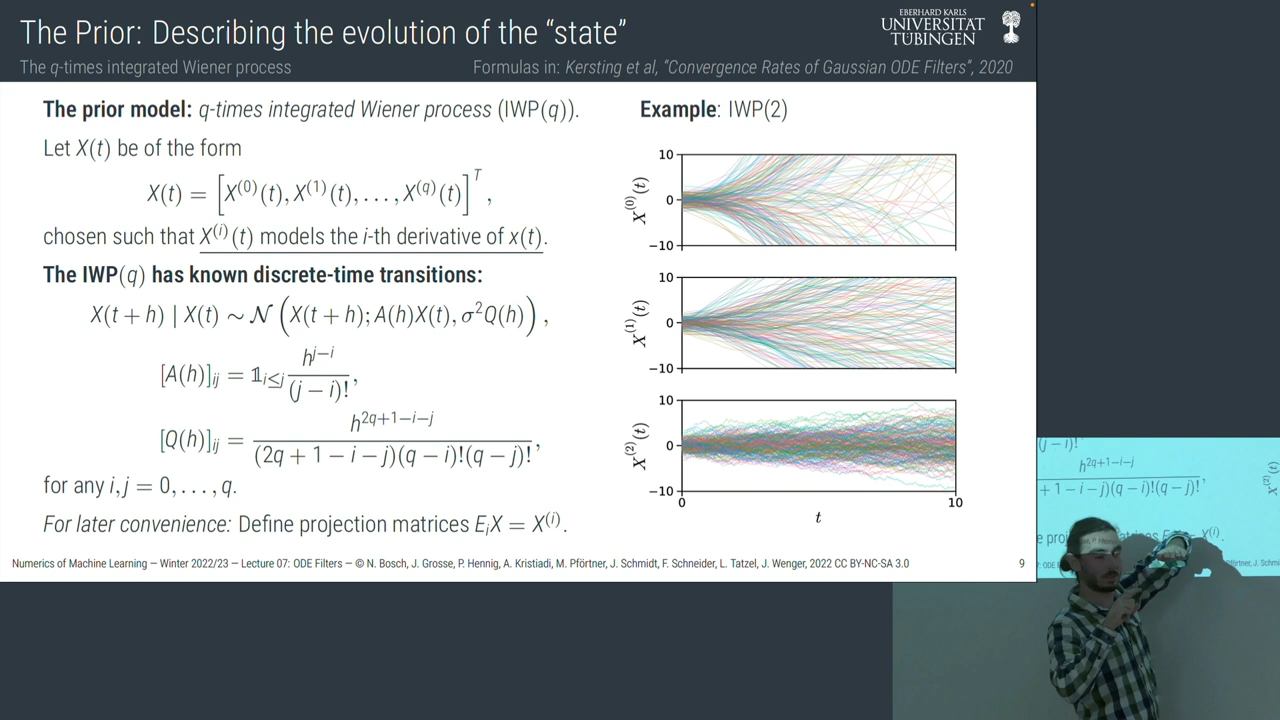 The Prior: Describing the evolution of the “state”
EBERHARD KARLS
UNIVERSITÄT
TÜBINGEN
The q-times integrated Wiener process
Formulas in: Kersting et al, “Convergence Rates of Gaussian ODE Filters”, 2020
The prior model: q-times integrated Wiener process (IWP(q)).
Let X(t) be of the form
X(t) = [X^(0)(t), X^(1)(t), . . . , X^(q)(t)]^T,
chosen such that X^(i)(t) models the i-th derivative of x(t).
The IWP(q) has known discrete-time transitions:
X(t + h) | X(t) ∼ N (X(t + h); A(h)X(t), σ²Q(h)),
[A(h)]ij = 𝟙i≤j h^(j−i) / (j − i)!,
[Q(h)]ij = h^(2q+1−i−j) / (2q + 1 − i − j)(q − i)!(q − j)!,
for any i, j = 0, . . . , q.
For later convenience: Define projection matrices EiX = X^(i).
Example: IWP(2)
X^(0)(t)
10
0
−10
X^(1)(t)
10
0
−10
X^(2)(t)
10
0
−10
0
10
t
Numerics of Machine Learning — Winter 2022/23 — Lecture 07: ODE Filters — © N. Bosch, J. Grosse, P. Hennig, A. Kristiadi, M. Pförtner, J. Schmidt, F. Schneider, L. Tatzel, J. Wenger, 2022 CC BY-NC-SA 3.0
9
(j − i)!
h^(2q+1−i−j)
+ 1 − i − j)(q − i)!(q − j)!,
X^(i).